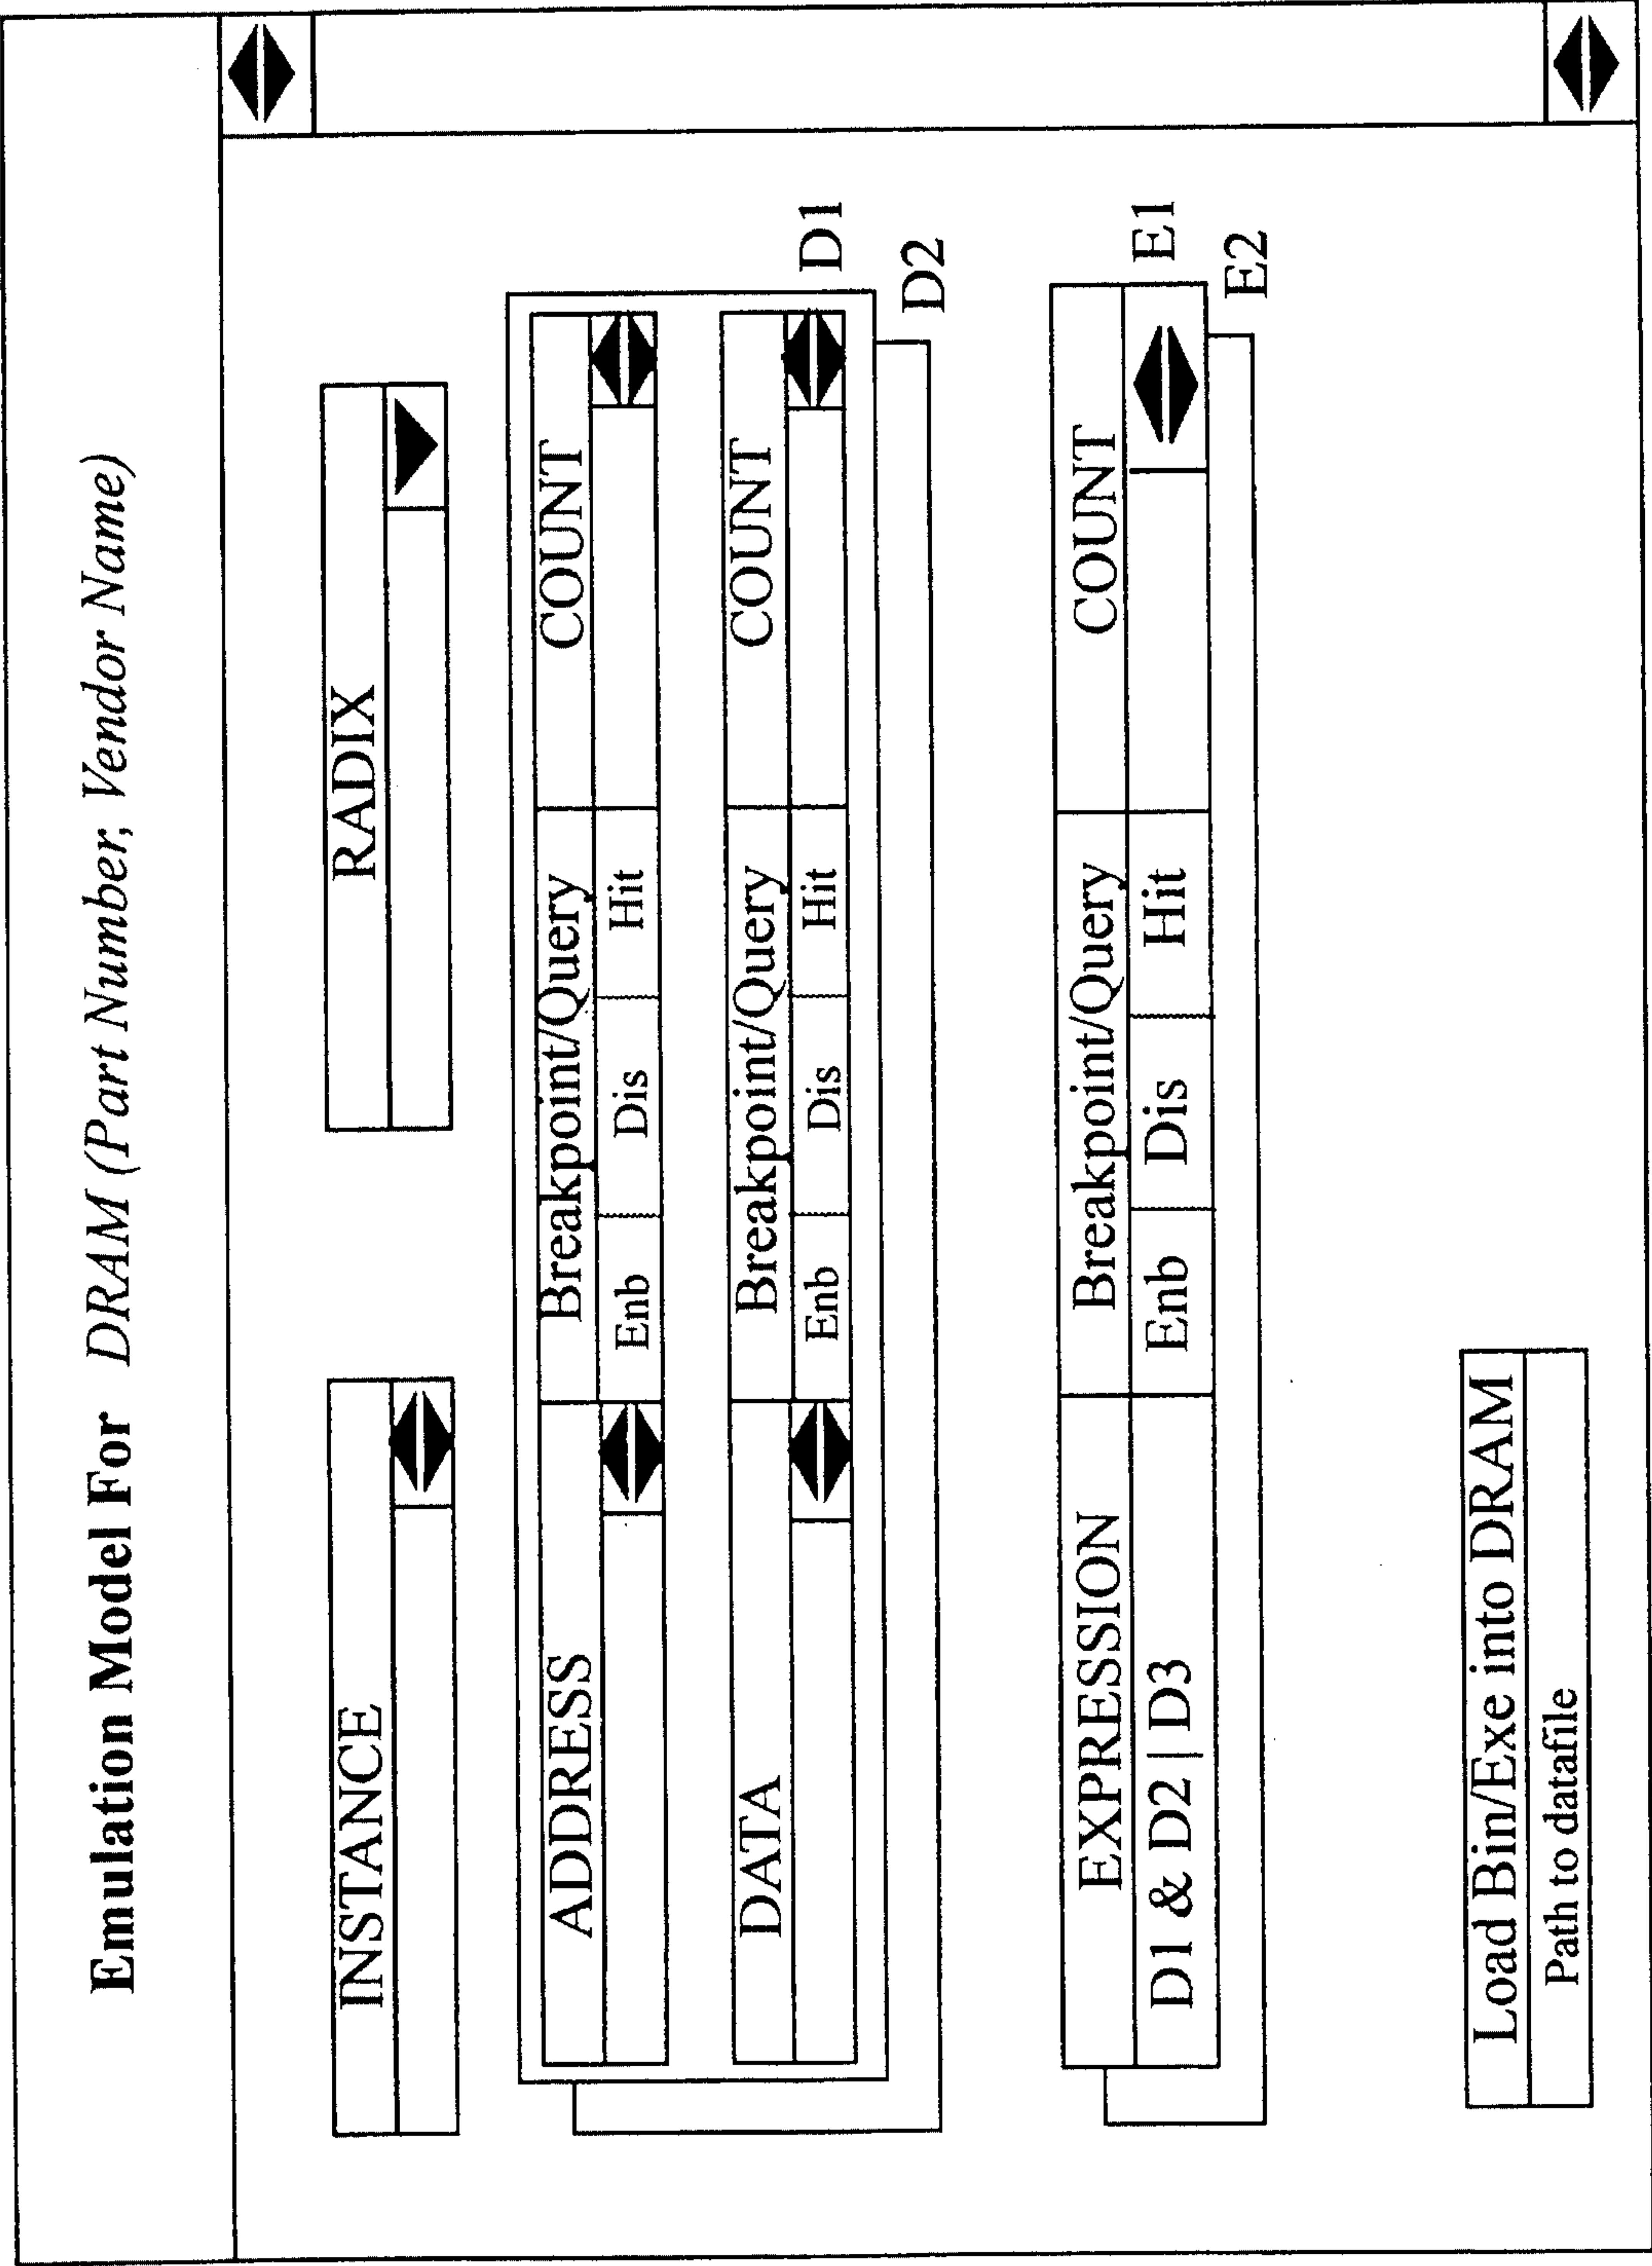 Emulation Model For DRAM (Part Number, Vendor Name)
INSTANCE RADIX
ADDRESS Breakpoint/Query COUNT
Enb Dis Hit
DATA Breakpoint/Query COUNT
Enb Dis Hit
D1
D2
EXPRESSION Breakpoint/Query COUNT
D1 & D2 | D3 Enb Dis Hit
E1
E2
Load Bin/Exe into DRAM
Path to datafile